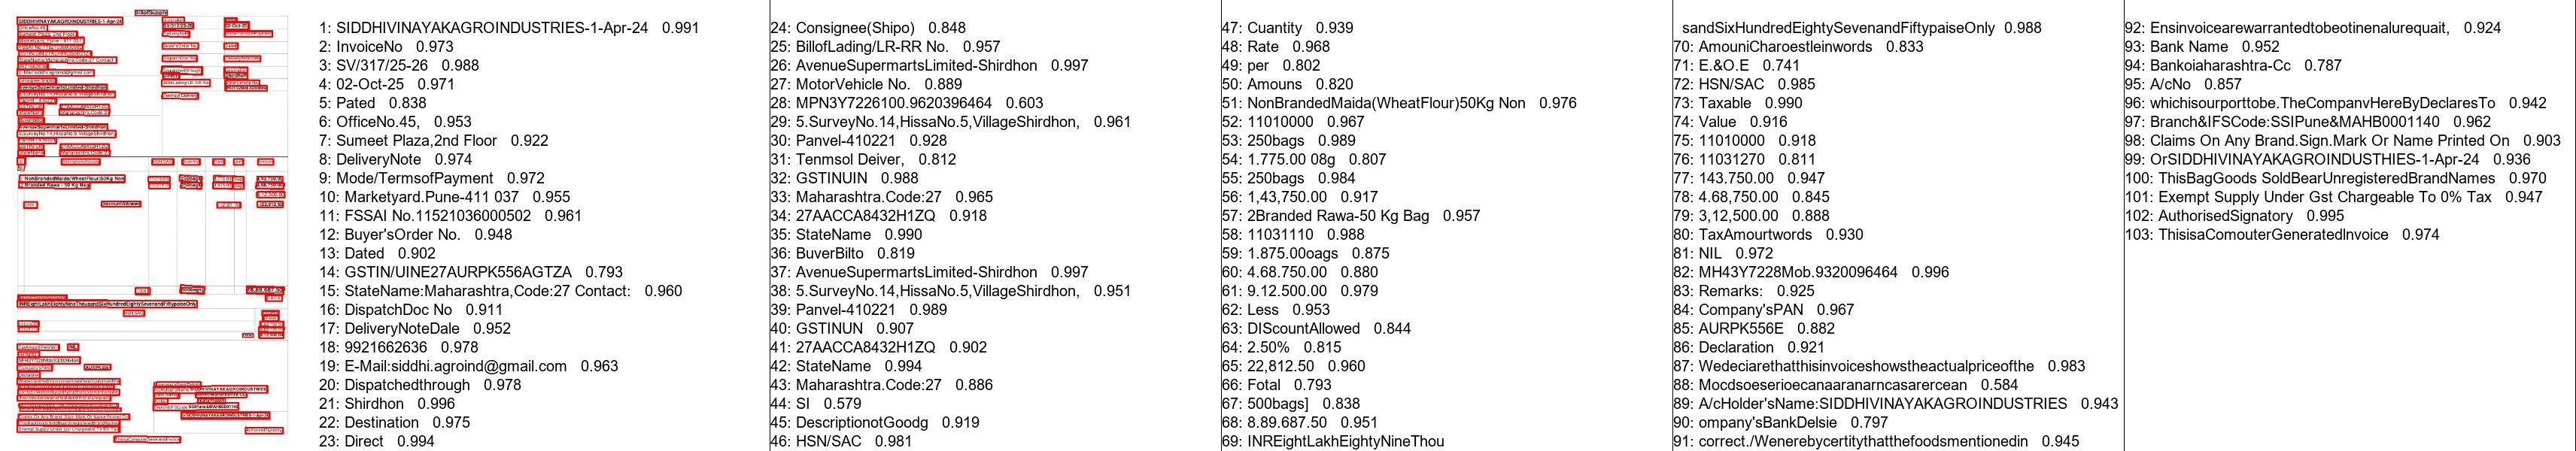 1: SIDDHIVINAYAKAGROINDUSTRIES-1-Apr-24 0.991
2: InvoiceNo 0.973
3: SV/317/25-26 0.988
4: 02-Oct-25 0.971
5: Pated 0.838
6: OfficeNo.45, 0.953
7: Sumeet Plaza,2nd Floor 0.922
8: DeliveryNote 0.974
9: Mode/TermsofPayment 0.972
10: Marketyard.Pune-411 037 0.955
11: FSSAI No.11521036000502 0.961
12: Buyer'sOrder No. 0.948
13: Dated 0.902
14: GSTIN/UINE27AURPK556AGTZA 0.793
15: StateName:Maharashtra,Code:27 Contact: 0.960
16: DispatchDoc No 0.911
17: DeliveryNoteDale 0.952
18: 9921662636 0.978
19: E-Mail:siddhi.agroind@gmail.com 0.963
20: Dispatchedthrough 0.978
21: Shirdhon 0.996
22: Destination 0.975
23: Direct 0.994
24: Consignee(Shipo) 0.848
25: BillofLading/LR-RR No. 0.957
26: AvenueSupermartsLimited-Shirdhon 0.997
27: MotorVehicle No. 0.889
28: MPN3Y7226100.9620396464 0.603
29: 5.SurveyNo.14,HissaNo.5,VillageShirdhon, 0.961
30: Panvel-410221 0.928
31: Tenmsol Deiver, 0.812
32: GSTINUIN 0.988
33: Maharashtra.Code:27 0.965
34: 27AACCA8432H1ZQ 0.918
35: StateName 0.990
36: BuverBilto 0.819
37: AvenueSupermartsLimited-Shirdhon 0.997
38: 5.SurveyNo.14,HissaNo.5,VillageShirdhon, 0.951
39: Panvel-410221 0.989
40: GSTINUN 0.907
41: 27AACCA8432H1ZQ 0.902
42: StateName 0.994
43: Maharashtra.Code:27 0.886
44: SI 0.579
45: DescriptionotGoodg 0.919
46: HSN/SAC 0.981
47: Cuantity 0.939
48: Rate 0.968
49: per 0.802
50: Amouns 0.820
51: NonBrandedMaida(WheatFlour)50Kg Non 0.976
52: 11010000 0.967
53: 250bags 0.989
54: 1.775.00 08g 0.807
55: 250bags 0.984
56: 1,43,750.00 0.917
57: 2Branded Rawa-50 Kg Bag 0.957
58: 11031110 0.988
59: 1.875.00oags 0.875
60: 4.68,750.00 0.880
61: 9.12.500.00 0.979
62: Less 0.953
63: DIScountAllowed 0.844
64: 2.50% 0.815
65: 22,812.50 0.960
66: Fotal 0.793
67: 500bags] 0.838
68: 8.89.687.50 0.951
69: INREightLakhEightyNineThou
sandSixHundredEightySevenandFiftypaiseOnly 0.988
70: AmouniCharoestleinwords 0.833
71: E.&O.E 0.741
72: HSN/SAC 0.985
73: Taxable 0.990
74: Value 0.916
75: 11010000 0.918
76: 11031270 0.811
77: 143.750.00 0.947
78: 4.68,750.00 0.845
79: 3,12,500.00 0.888
80: TaxAmourtwords 0.930
81: NIL 0.972
82: MH43Y7228Mob.9320096464 0.996
83: Remarks: 0.925
84: Company'sPAN 0.967
85: AURPK556E 0.882
86: Declaration 0.921
87: Wedeciarethatthisinvoiceshowstheactualpriceofthe 0.983
88: Mocdsoeserioecanaaranarncasarercean 0.584
89: A/cHolder'sName:SIDDHIVINAYAKAGROINDUSTRIES 0.943
90: ompany'sBankDelsie 0.797
91: correct./Wenerebycertitythatthefoodsmentionedin 0.945
92: Ensinvoicearewarrantedtobeotinenalurequait, 0.924
93: Bank Name 0.952
94: Bankoiaharashtra-Cc 0.787
95: A/cNo 0.857
96: whichisourporttobe.TheCompanvHereByDeclaresTo 0.942
97: Branch&IFSCode:SSIPune&MAHB0001140 0.962
98: Claims On Any Brand.Sign.Mark Or Name Printed On 0.903
99: OrSIDDHIVINAYAKAGROINDUSTIES-1-Apr-24 0.936
100: ThisBagGoods SoldBearUnregisteredBrandNames 0.970
101: Exempt Supply Under Gst Chargeable To 0% Tax 0.947
102: AuthorisedSignatory 0.995
103: ThisisaComouterGeneratedInvoice 0.974